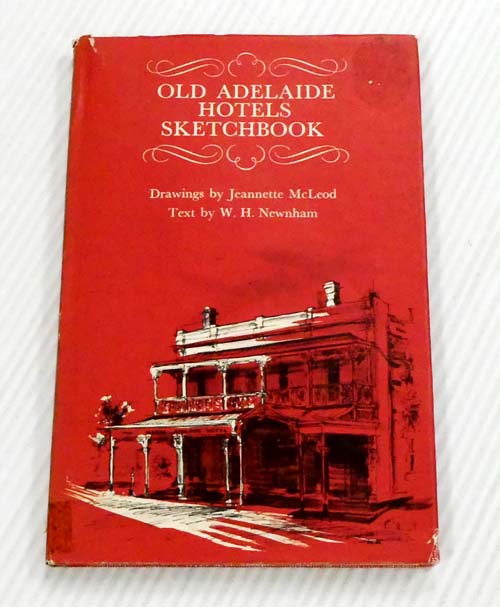 OLD ADELAIDE
HOTELS
SKETCHBOOK
Drawings by Jeannette McLeod
Text by W. H. Newnham